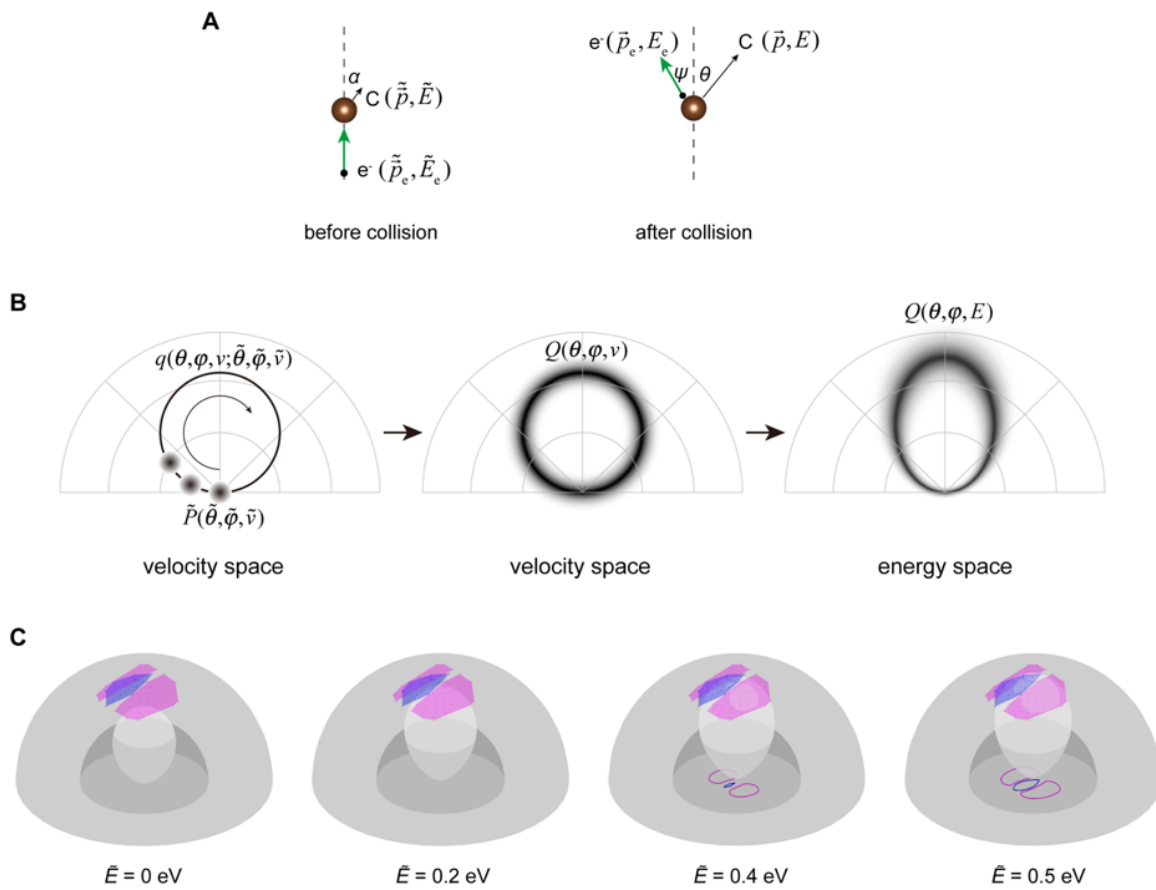 A
α
C (p̃⃗, Ẽ)
e⁻(p̃⃗ₑ, Ẽₑ)
before collision
e⁻(p⃗ₑ, Eₑ)
C (p⃗, E)
ψ θ
after collision
B
q(θ,φ,v;θ̃,φ̃,ṽ)
P̃(θ̃,φ̃,ṽ)
velocity space
Q(θ,φ,v)
velocity space
Q(θ,φ,E)
energy space
C
Ẽ = 0 eV
Ẽ = 0.2 eV
Ẽ = 0.4 eV
Ẽ = 0.5 eV